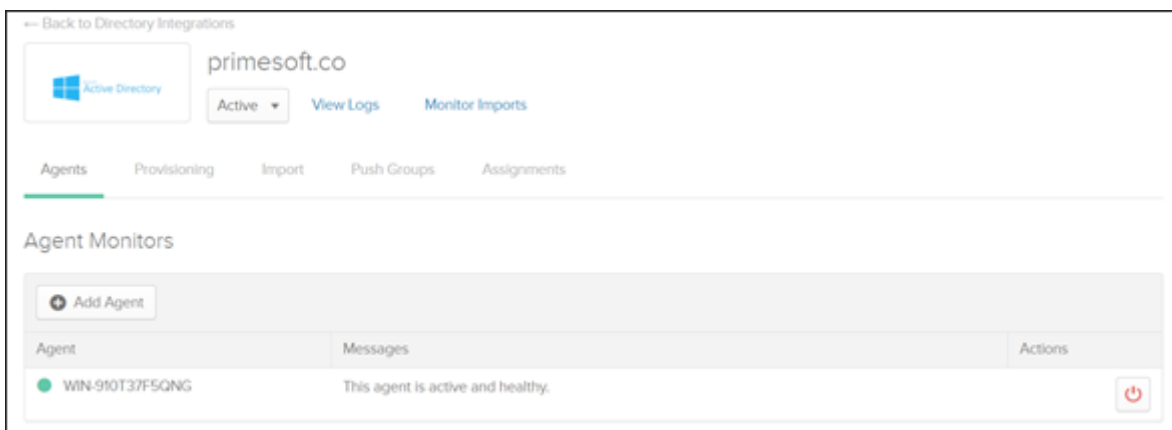 ← Back to Directory Integrations
primesoft.co
Active Directory
Active ▾ View Logs Monitor Imports
Agents Provisioning Import Push Groups Assignments
Agent Monitors
Add Agent
Agent Messages Actions
WIN-910T37F5QNG This agent is active and healthy.